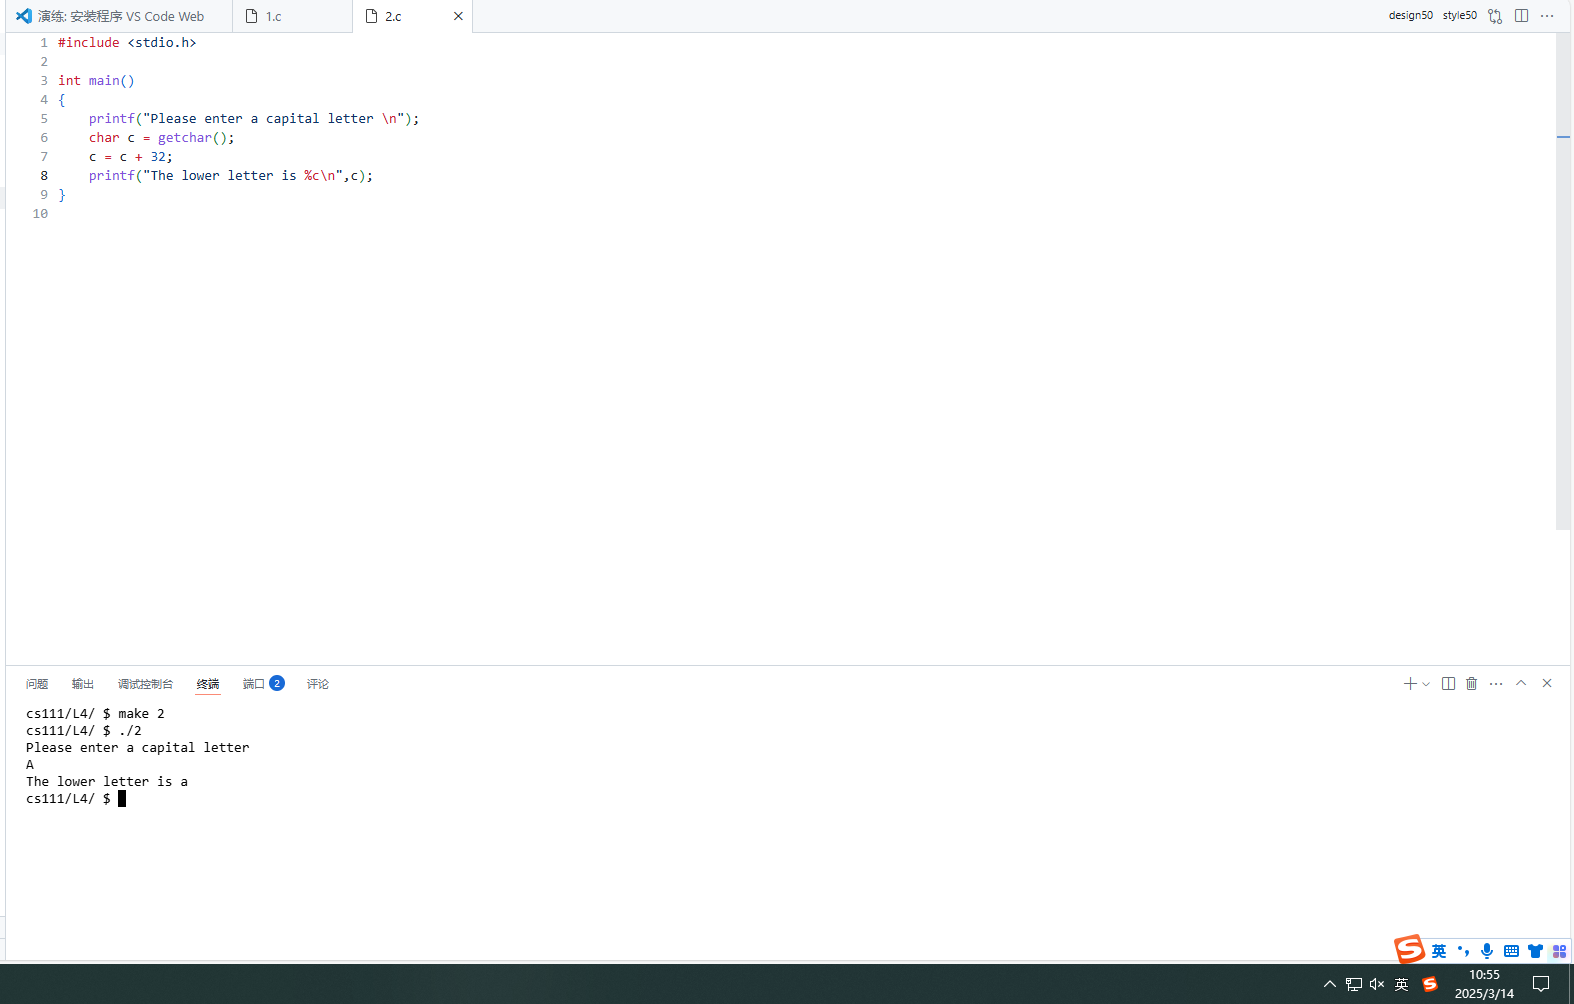 演练: 安装程序 VS Code Web 1.c 2.c design50 style50
1 #include <stdio.h>
2
3 int main()
4 {
5     printf("Please enter a capital letter \n");
6     char c = getchar();
7     c = c + 32;
8     printf("The lower letter is %c\n",c);
9 }
10
问题 输出 调试控制台 终端 端口 2 评论
cs111/L4/ $ make 2
cs111/L4/ $ ./2
Please enter a capital letter
A
The lower letter is a
cs111/L4/ $
英
英
10:55
2025/3/14